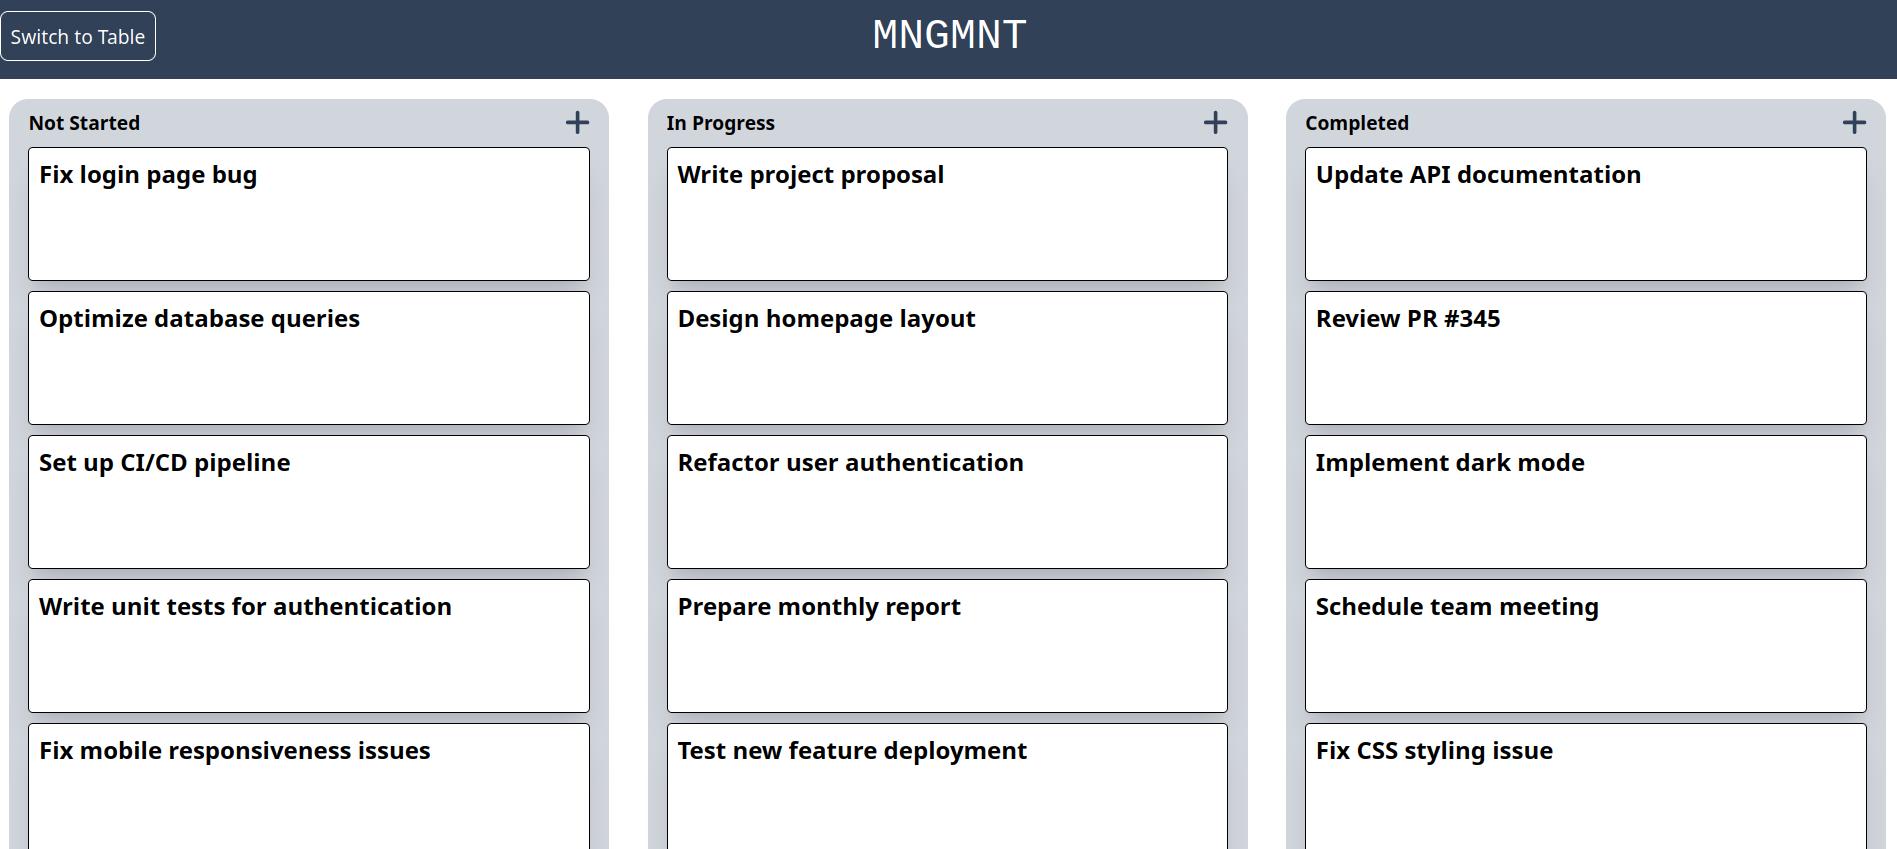 Switch to Table
MNGMNT
Not Started
Fix login page bug
Optimize database queries
Set up CI/CD pipeline
Write unit tests for authentication
Fix mobile responsiveness issues
In Progress
Write project proposal
Design homepage layout
Refactor user authentication
Prepare monthly report
Test new feature deployment
Completed
Update API documentation
Review PR #345
Implement dark mode
Schedule team meeting
Fix CSS styling issue